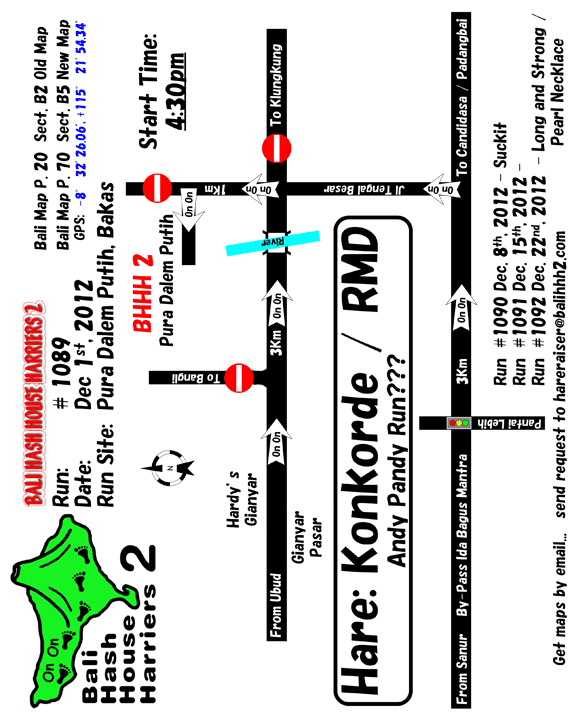 BALI HASH HOUSE HARRIERS 2
Run: # 1089
Date: Dec 1st, 2012
Run Site: Pura Dalem Putih, Bakas
Bali Map P. 20 Sect. B2 Old Map
Bali Map P. 70 Sect. B5 New Map
GPS: -8° 32' 26.06", +115° 21' 54.34"
On On
Bali
Hash
House
Harriers 2
N
BHHH 2
Pura Dalem Putih
Start Time:
4:30pm
On On
1Km
On On
To Bangli
Hardy's
Gianyar
From Ubud
On On
3Km
On On
River
To Klungkung
Gianyar
Pasar
Jl Tengal Besar
On On
Hare: Konkorde / RMD
Andy Pandy Run???
Pantai Lebih
From Sanur
By-Pass Ida Bagus Mantra
3Km
On On
To Candidasa / Padangbai
Run #1090 Dec. 8th, 2012 - Suckit
Run #1091 Dec. 15th, 2012 -
Run #1092 Dec. 22nd, 2012 - Long and Strong /
Pearl Necklace
Get maps by email... send request to hareraiser@balihhh2.com